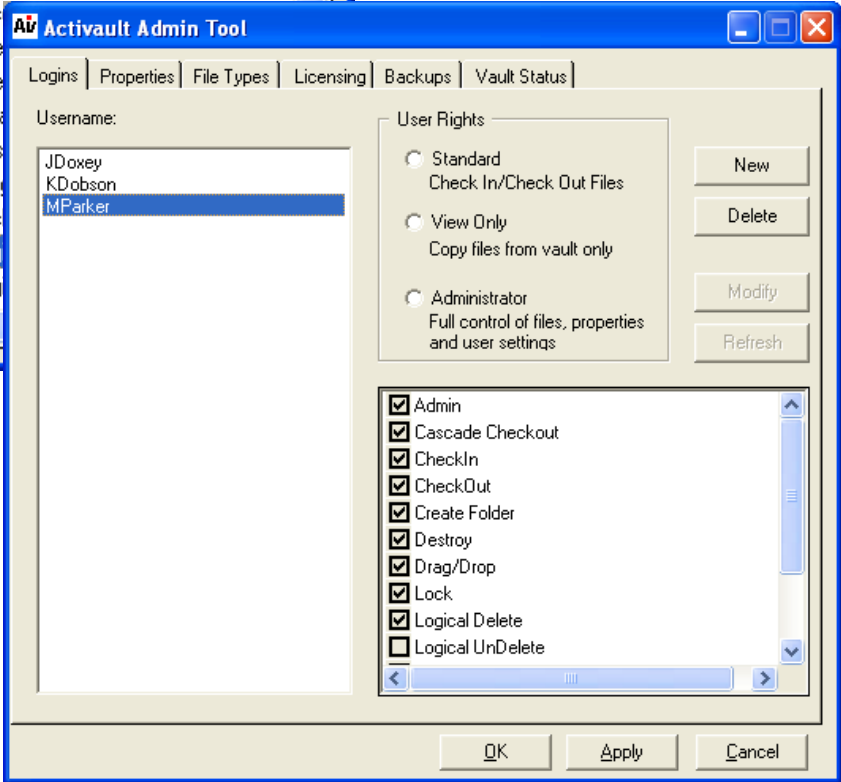 Activault Admin Tool
Logins Properties File Types Licensing Backups Vault Status
Username:
JDoxey
KDobson
MParker
User Rights
Standard
Check In/Check Out Files
View Only
Copy files from vault only
Administrator
Full control of files, properties
and user settings
New
Delete
Modify
Refresh
Admin
Cascade Checkout
CheckIn
CheckOut
Create Folder
Destroy
Drag/Drop
Lock
Logical Delete
Logical UnDelete
OK Apply Cancel